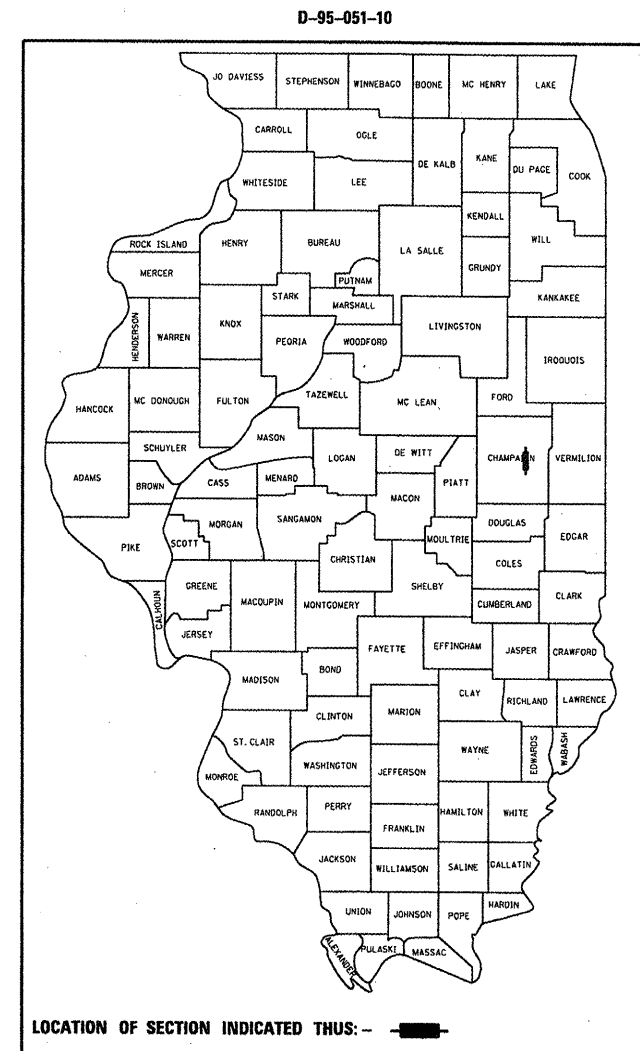 D-95-051-10
JO DAVIESS STEPHENSON WINNEBAGO BOONE MC HENRY LAKE
CARROLL OGLE
DE KALB KANE DU PAGE COOK
WHITESIDE LEE
KENDALL
ROCK ISLAND HENRY BUREAU LA SALLE WILL
MERCER PUTNAM GRUNDY
STARK MARSHALL KANKAKEE
HENDERSON WARREN KNOX PEORIA WOODFORD LIVINGSTON IROQUOIS
HANCOCK MC DONOUGH FULTON TAZEWELL MC LEAN FORD
MASON
SCHUYLER LOGAN DE WITT CHAMPAIGN VERMILION
ADAMS BROWN CASS MENARD PIATT
MACON
MORGAN SANGAMON DOUGLAS EDGAR
PIKE SCOTT CHRISTIAN MOULTRIE COLES
GREENE MACOUPIN MONTGOMERY SHELBY CLARK
CALHOUN CUMBERLAND
JERSEY FAYETTE EFFINGHAM JASPER CRAWFORD
MADISON BOND
CLAY RICHLAND LAWRENCE
CLINTON MARION
ST. CLAIR WAYNE EDWARDS WABASH
MONROE WASHINGTON JEFFERSON
RANDOLPH PERRY HAMILTON WHITE
FRANKLIN
JACKSON WILLIAMSON SALINE GALLATIN
UNION JOHNSON POPE HARDIN
ALEXANDER PULASKI MASSAC
LOCATION OF SECTION INDICATED THUS: –